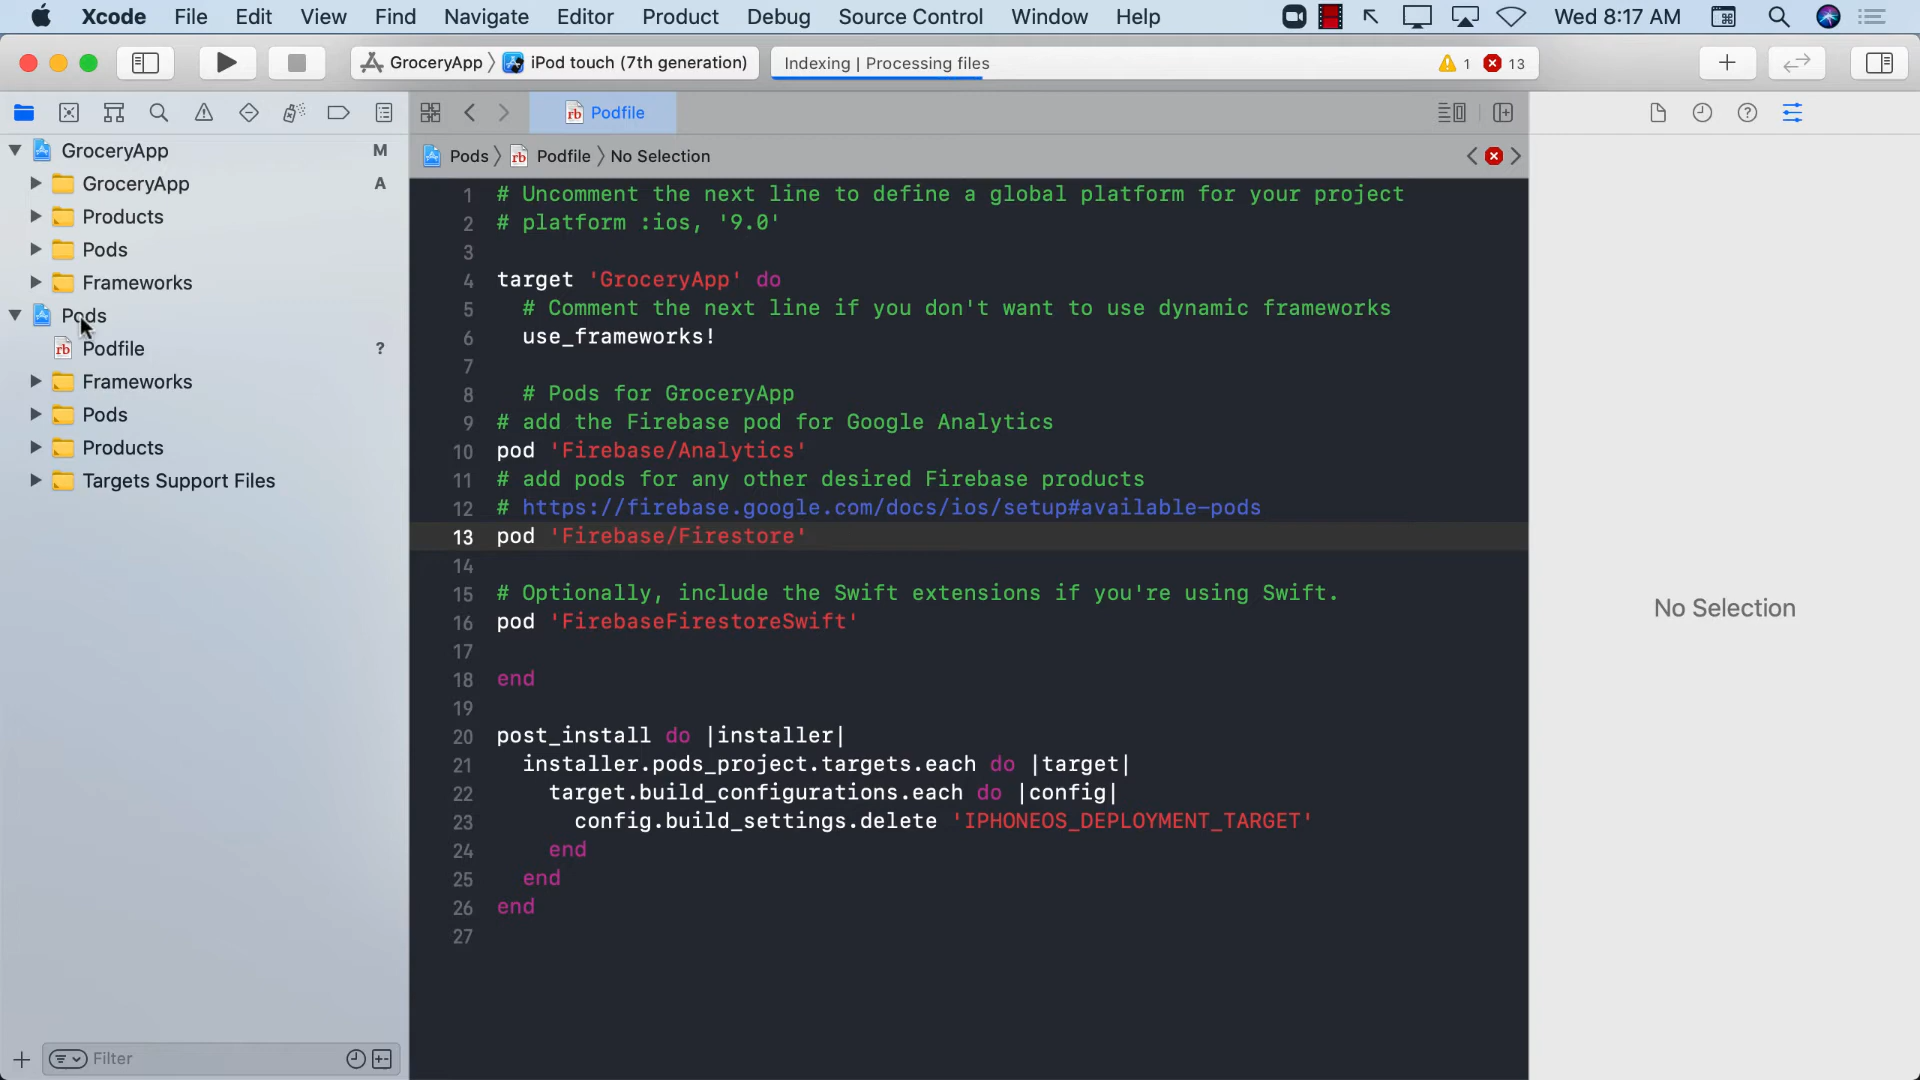 Xcode File Edit View Find Navigate Editor Product Debug Source Control Window Help Wed 8:17 AM
GroceryApp iPod touch (7th generation) Indexing | Processing files 1 13
Podfile
GroceryApp M
GroceryApp A
Products
Pods
Frameworks
Pods
Podfile ?
Frameworks
Pods
Products
Targets Support Files
Filter
Pods Podfile No Selection
1 # Uncomment the next line to define a global platform for your project
2 # platform :ios, '9.0'
3
4 target 'GroceryApp' do
5 # Comment the next line if you don't want to use dynamic frameworks
6 use_frameworks!
7
8 # Pods for GroceryApp
9 # add the Firebase pod for Google Analytics
10 pod 'Firebase/Analytics'
11 # add pods for any other desired Firebase products
12 # https://firebase.google.com/docs/ios/setup#available-pods
13 pod 'Firebase/Firestore'
14
15 # Optionally, include the Swift extensions if you're using Swift.
16 pod 'FirebaseFirestoreSwift'
17
18 end
19
20 post_install do |installer|
21 installer.pods_project.targets.each do |target|
22 target.build_configurations.each do |config|
23 config.build_settings.delete 'IPHONEOS_DEPLOYMENT_TARGET'
24 end
25 end
26 end
27
No Selection